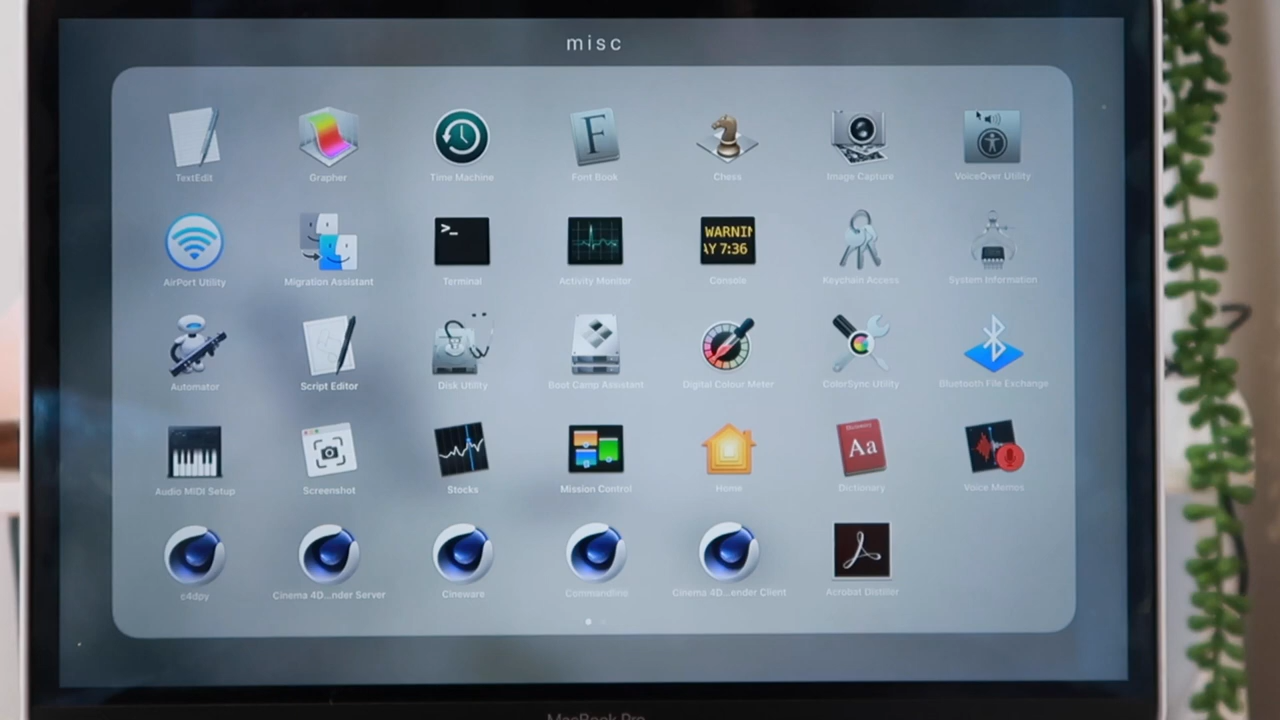 misc
TextEdit Grapher Time Machine Font Book Chess Image Capture VoiceOver Utility
AirPort Utility Migration Assistant Terminal Activity Monitor Console Keychain Access System Information
>_
WARNIN
AY 7:36
F
Automator Script Editor Disk Utility Boot Camp Assistant Digital Colour Meter ColorSync Utility Bluetooth File Exchange
Dictionary
Aa
Audio MIDI Setup Screenshot Stocks Mission Control Home Dictionary Voice Memos
c4dpy Cinema 4D...nder Server Cineware Commandline Cinema 4D...ender Client Acrobat Distiller
MacBook Pro